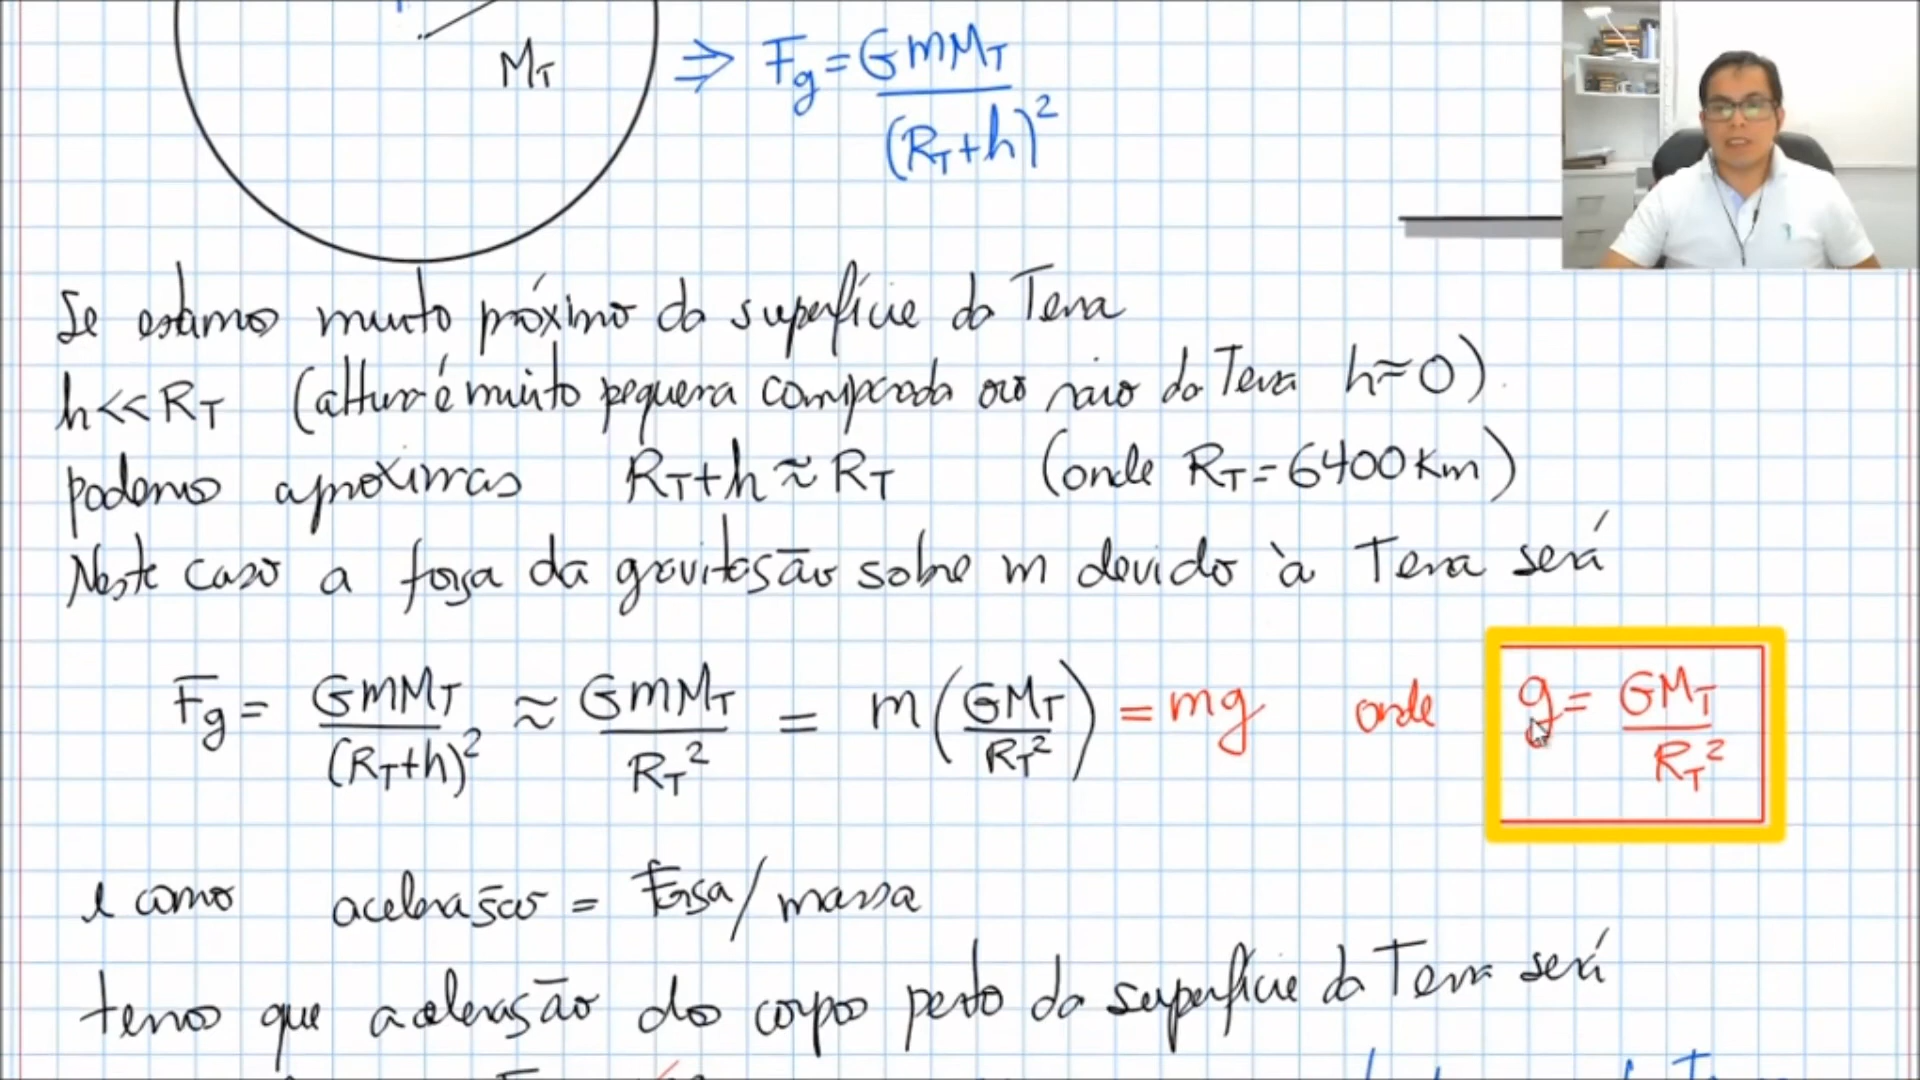 M_T
⇒ F_g = GmM_T / (R_T+h)²
Se estamos muito próximo da superfície da Terra
h<<R_T (altura é muito pequena comparada ao raio da Terra h≈0).
podemos aproximar R_T+h ≈ R_T (onde R_T = 6400 Km)
Neste caso a força da gravitação sobre m devido à Terra será
F_g = GmM_T / (R_T+h)² ≈ GmM_T / R_T² = m(GM_T / R_T²) = mg onde g = GM_T / R_T²
e como aceleração = Força/massa
temos que aceleração do corpo perto da superfície da Terra será